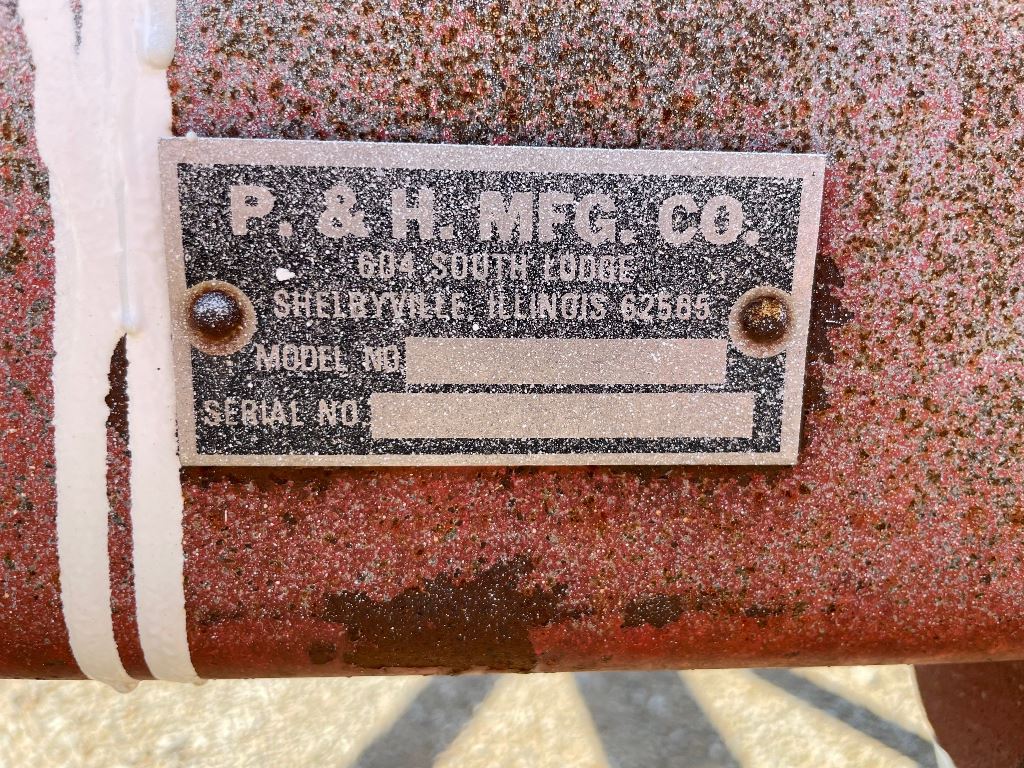 P. & H. MFG. CO.
604 SOUTH LODGE
SHELBYVILLE, ILLINOIS 62565
MODEL NO.
SERIAL NO.